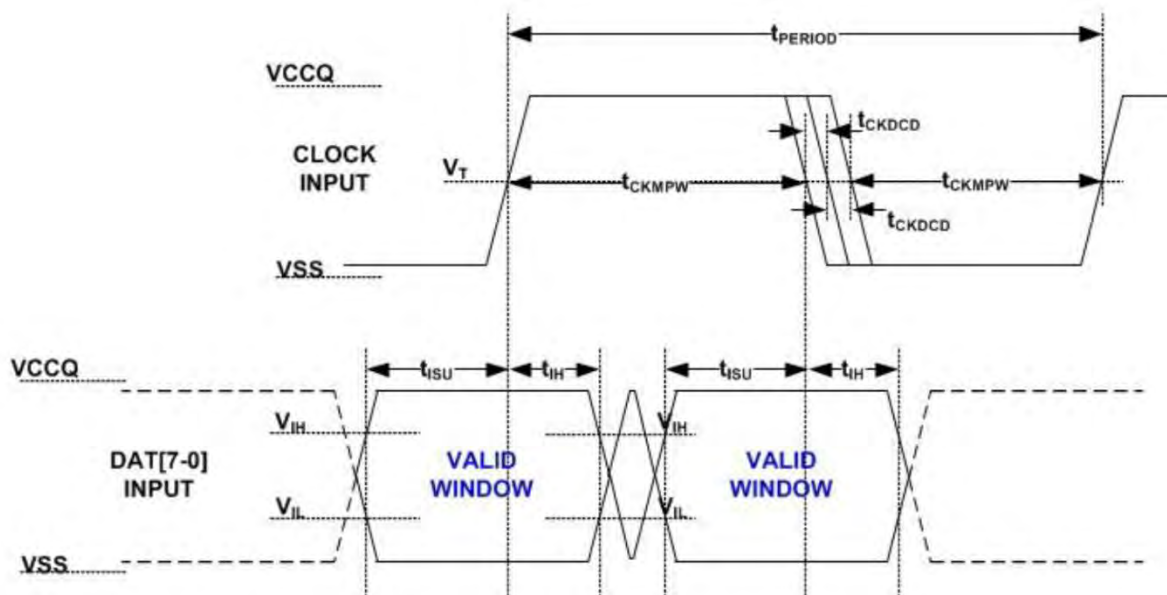 tPERIOD
VCCQ
tCKDCD
CLOCK
INPUT
VT
tCKMPW
tCKMPW
tCKDCD
VSS
VCCQ
tISU
tIH
tISU
tIH
VIH
VIH
DAT[7-0]
INPUT
VALID
WINDOW
VALID
WINDOW
VIL
VIL
VSS